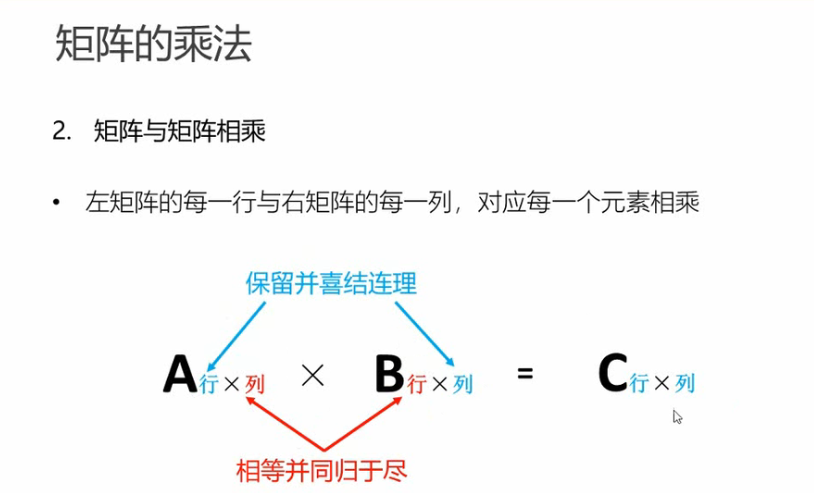 矩阵的乘法
2. 矩阵与矩阵相乘
• 左矩阵的每一行与右矩阵的每一列，对应每一个元素相乘
保留并喜结连理
A行×列 × B行×列 = C行×列
相等并同归于尽